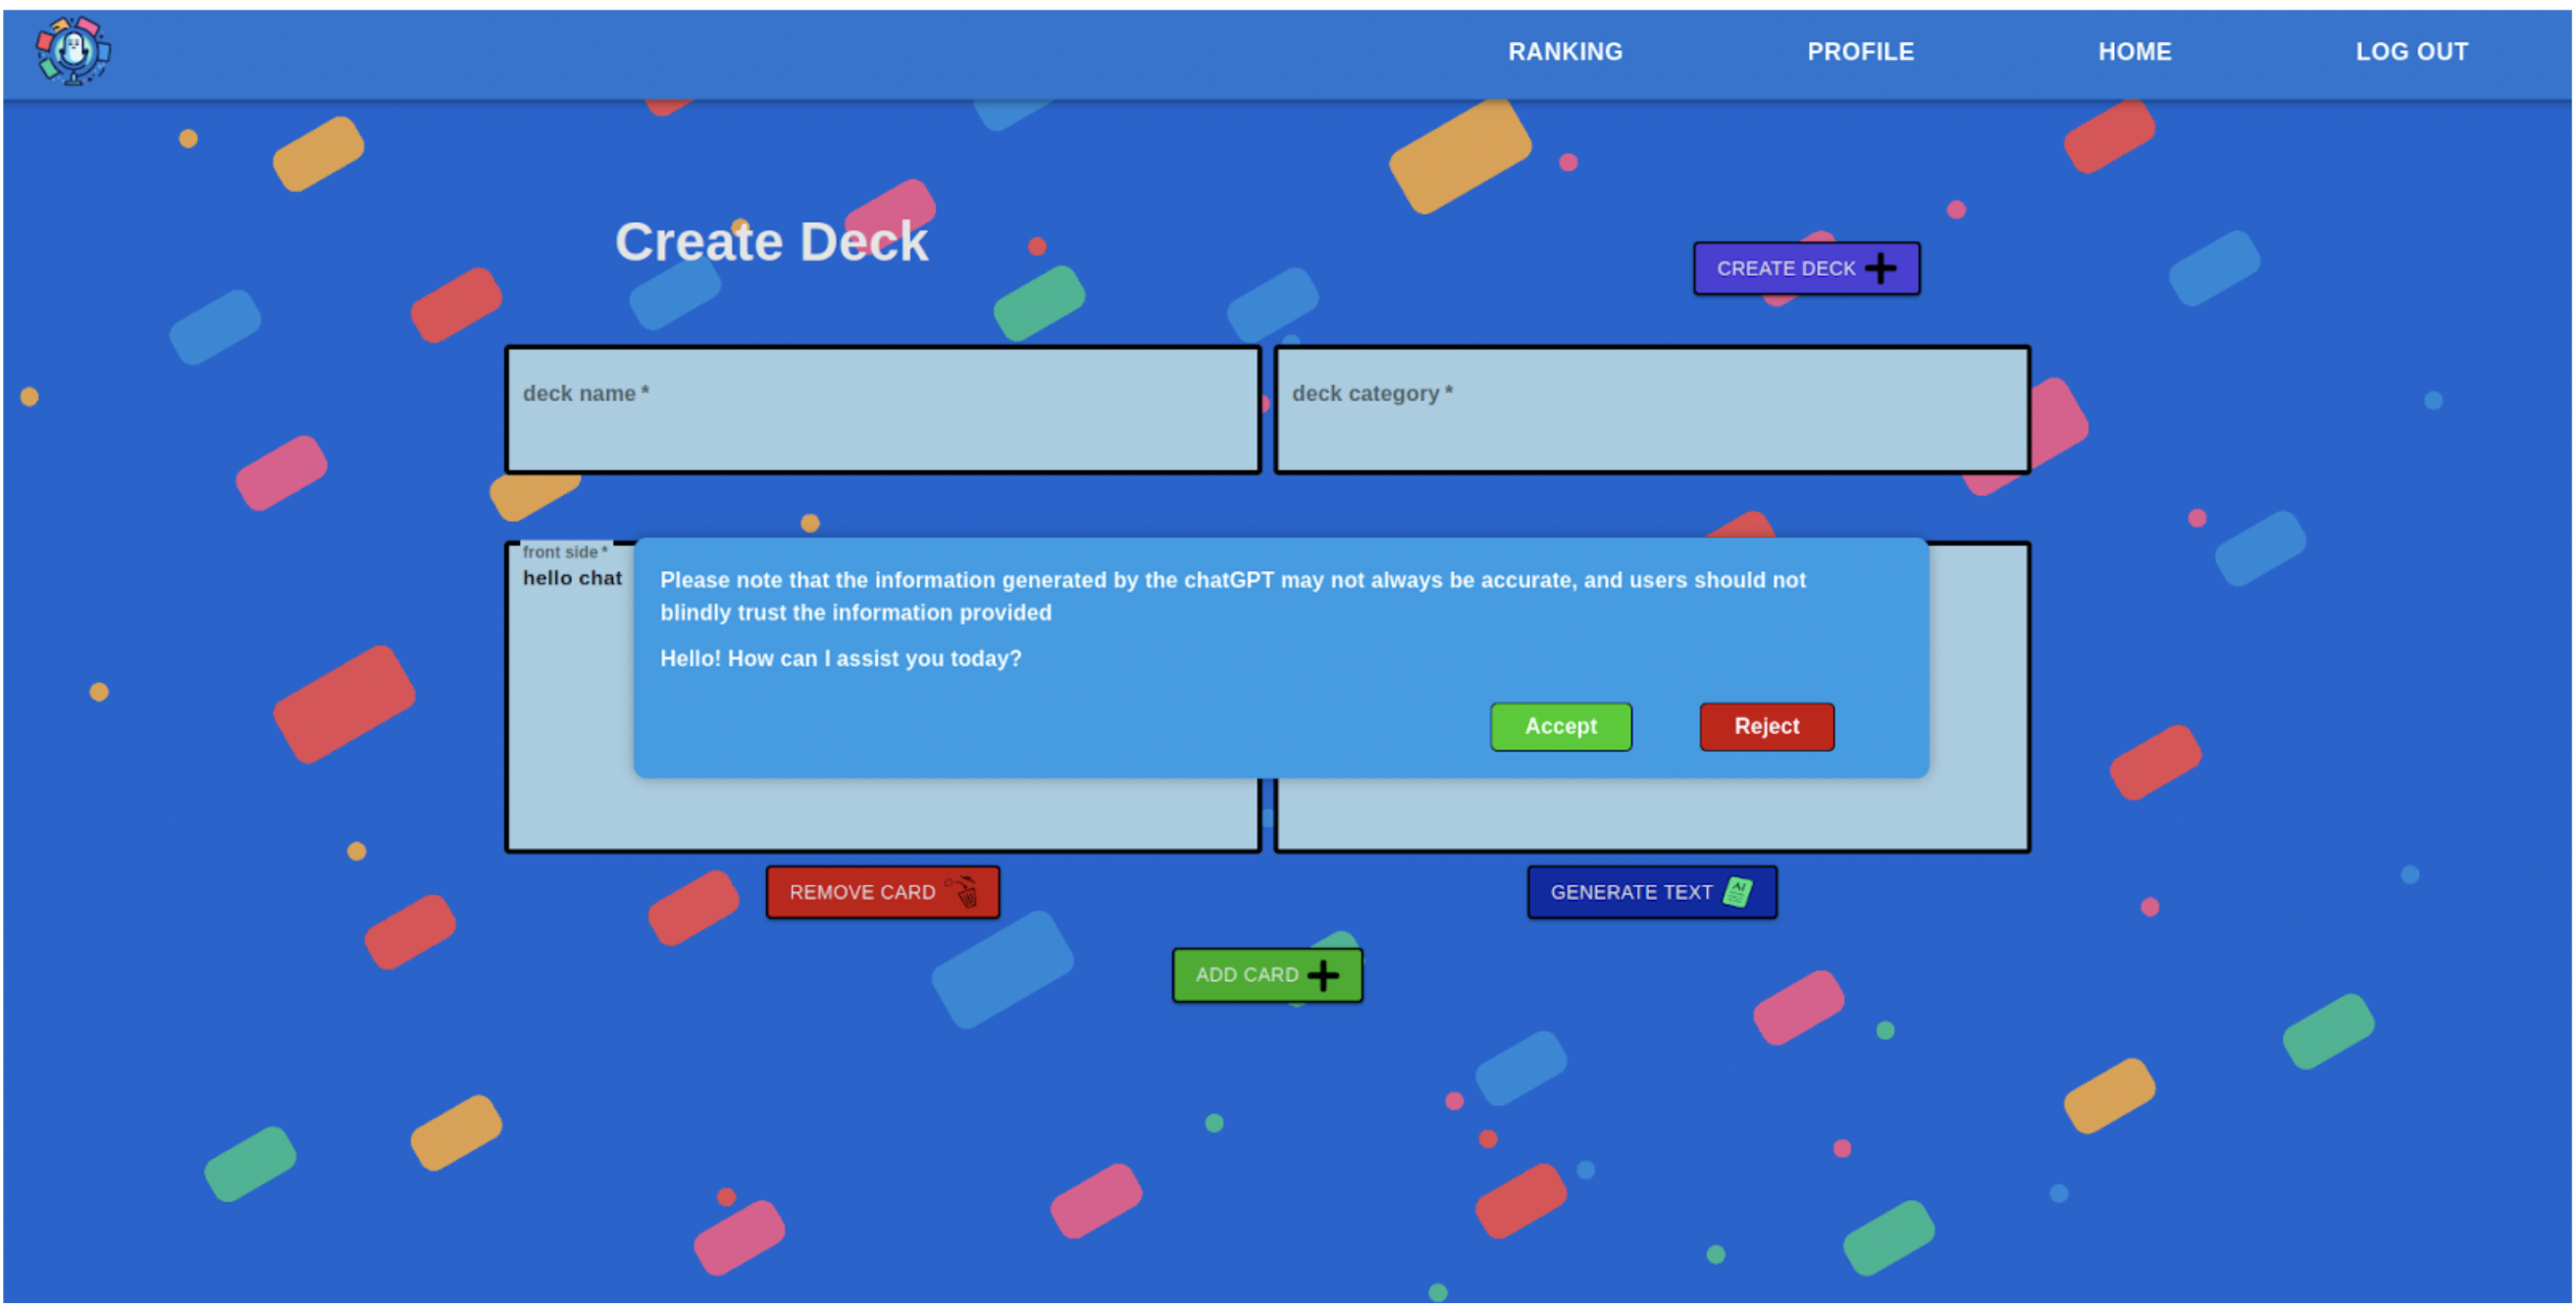 RANKING
PROFILE
HOME
LOG OUT
Create Deck
CREATE DECK
deck name *
deck category *
front side *
hello chat
Please note that the information generated by the chatGPT may not always be accurate, and users should not
blindly trust the information provided
Hello! How can I assist you today?
Accept
Reject
REMOVE CARD
GENERATE TEXT
AI
ADD CARD